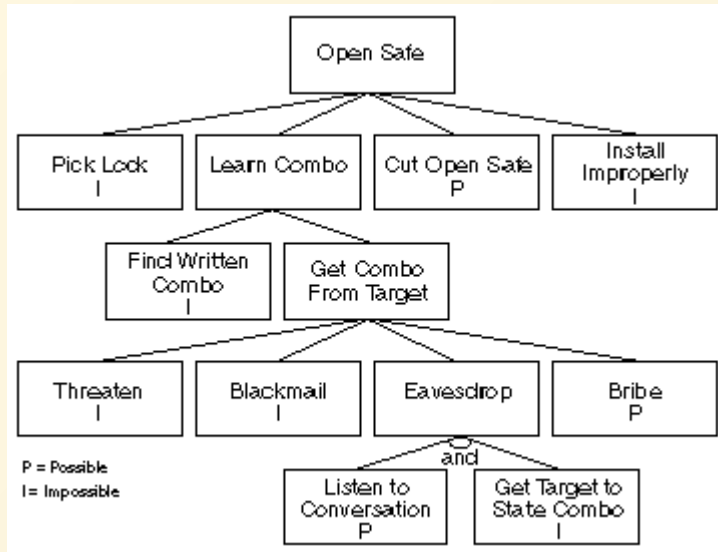 Open Safe
Pick Lock
I
Learn Combo
Cut Open Safe
P
Install
Improperly
I
Find Written
Combo
I
Get Combo
From Target
Threaten
I
Blackmail
I
Eavesdrop
Bribe
P
and
P = Possible
I = Impossible
Listen to
Conversation
P
Get Target to
State Combo
I